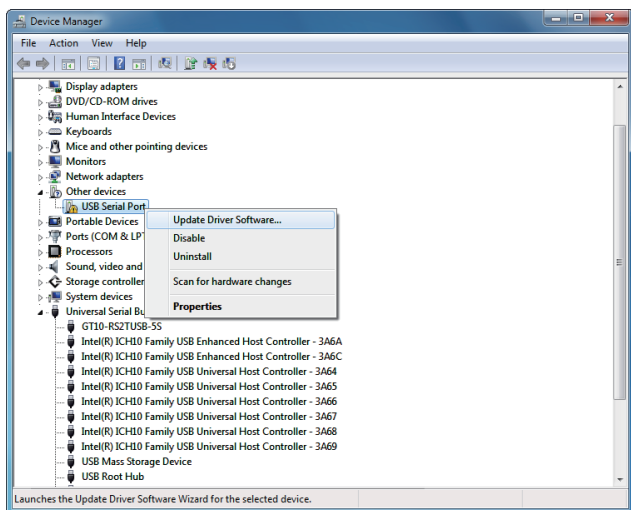 Device Manager
File Action View Help
Display adapters
DVD/CD-ROM drives
Human Interface Devices
Keyboards
Mice and other pointing devices
Monitors
Network adapters
Other devices
USB Serial Port
Portable Devices
Ports (COM & LP
Processors
Sound, video and
Storage controller
System devices
Universal Serial Bu
Update Driver Software...
Disable
Uninstall
Scan for hardware changes
Properties
GT10-RS2TUSB-5S
Intel(R) ICH10 Family USB Enhanced Host Controller - 3A6A
Intel(R) ICH10 Family USB Enhanced Host Controller - 3A6C
Intel(R) ICH10 Family USB Universal Host Controller - 3A64
Intel(R) ICH10 Family USB Universal Host Controller - 3A65
Intel(R) ICH10 Family USB Universal Host Controller - 3A66
Intel(R) ICH10 Family USB Universal Host Controller - 3A67
Intel(R) ICH10 Family USB Universal Host Controller - 3A68
Intel(R) ICH10 Family USB Universal Host Controller - 3A69
USB Mass Storage Device
USB Root Hub
Launches the Update Driver Software Wizard for the selected device.